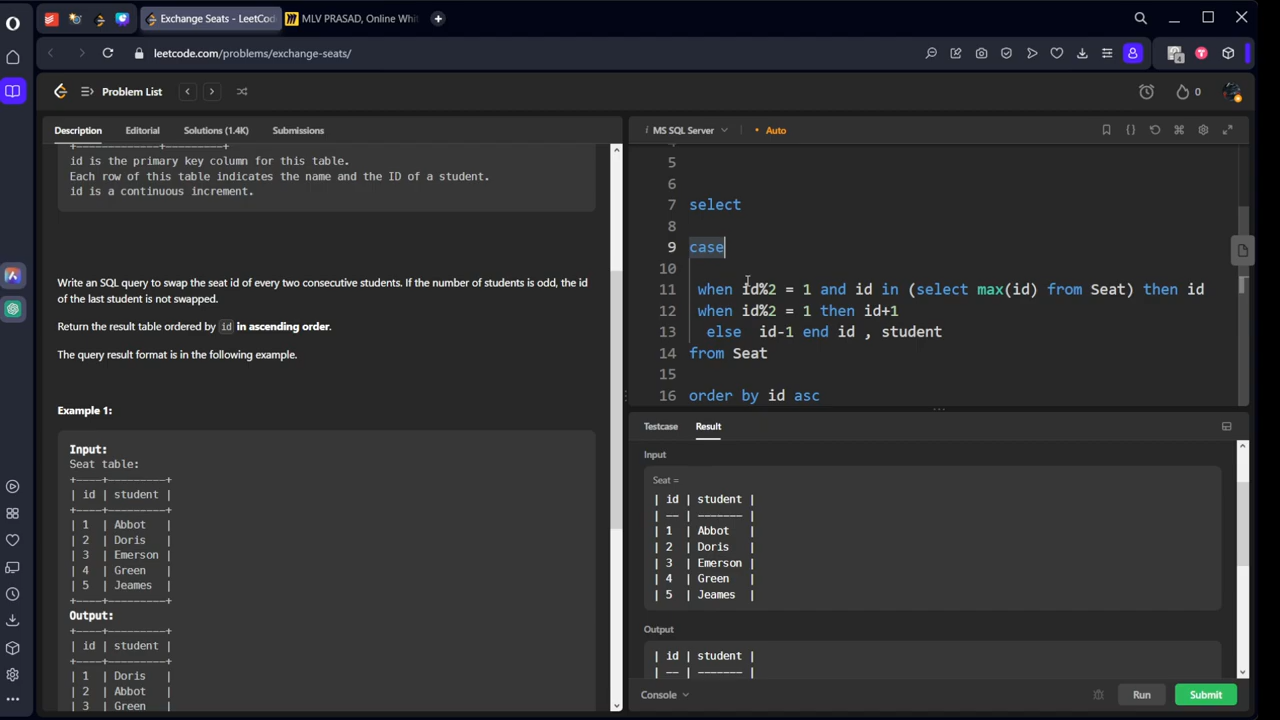 Exchange Seats - LeetC
MLV PRASAD, Online Whi
leetcode.com/problems/exchange-seats/
4
Problem List
0
Description
Editorial
Solutions (1.4K)
Submissions
+-------------+---------+
id is the primary key column for this table.
Each row of this table indicates the name and the ID of a student.
id is a continuous increment.
Write an SQL query to swap the seat id of every two consecutive students. If the number of students is odd, the id
of the last student is not swapped.
Return the result table ordered by id in ascending order.
The query result format is in the following example.
Example 1:
Input:
Seat table:
+----+---------+
| id | student |
+----+---------+
| 1 | Abbot |
| 2 | Doris |
| 3 | Emerson |
| 4 | Green |
| 5 | Jeames |
+----+---------+
Output:
+----+---------+
| id | student |
+----+---------+
| 1 | Doris |
| 2 | Abbot |
| 3 | Green |
MS SQL Server
• Auto
5
6
7 select
8
9 case
10
11 when id%2 = 1 and id in (select max(id) from Seat) then id
12 when id%2 = 1 then id+1
13 else id-1 end id , student
14 from Seat
15
16 order by id asc
Testcase
Result
Input
Seat =
| id | student |
| -- | ------- |
| 1 | Abbot |
| 2 | Doris |
| 3 | Emerson |
| 4 | Green |
| 5 | Jeames |
Output
| id | student |
| -- | ------- |
Console
Run
Submit